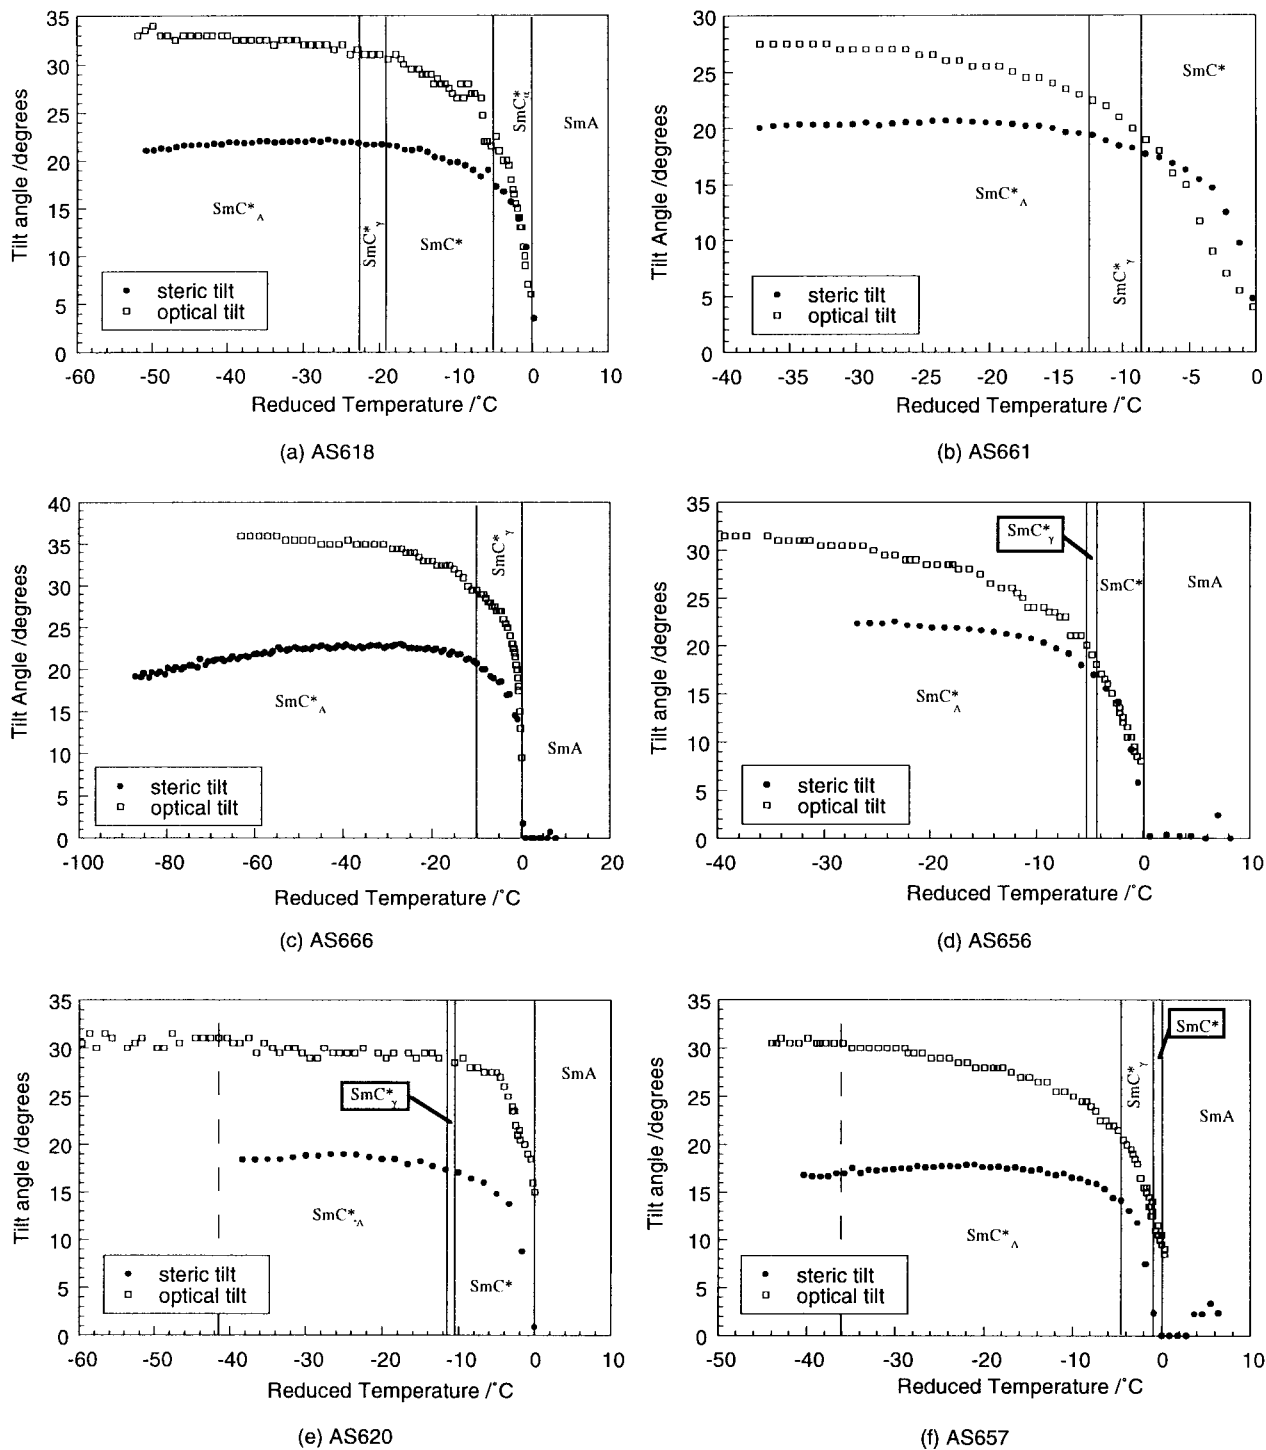 Tilt angle /degrees
35
30
25
20
15
10
5
0
SmC*A
SmC*γ
SmC*
SmC*α
SmA
steric tilt
optical tilt
-60 -50 -40 -30 -20 -10 0 10
Reduced Temperature /°C
(a) AS618
Tilt Angle /degrees
30
25
20
15
10
5
0
SmC*
SmC*A
SmC*γ
steric tilt
optical tilt
-40 -35 -30 -25 -20 -15 -10 -5 0
Reduced Temperature /°C
(b) AS661
Tilt Angle /degrees
40
35
30
25
20
15
10
5
0
SmC*γ
SmC*A
SmA
steric tilt
optical tilt
-100 -80 -60 -40 -20 0 20
Reduced Temperature /°C
(c) AS666
Tilt angle /degrees
35
30
25
20
15
10
5
0
SmC*γ
SmC*
SmA
SmC*A
steric tilt
optical tilt
-40 -30 -20 -10 0 10
Reduced Temperature /°C
(d) AS656
Tilt angle /degrees
35
30
25
20
15
10
5
0
SmA
SmC*γ
SmC*A
SmC*
steric tilt
optical tilt
-60 -50 -40 -30 -20 -10 0 10
Reduced Temperature /°C
(e) AS620
Tilt angle /degrees
35
30
25
20
15
10
5
0
SmC*
SmC*γ
SmA
SmC*A
steric tilt
optical tilt
-50 -40 -30 -20 -10 0 10
Reduced Temperature /°C
(f) AS657